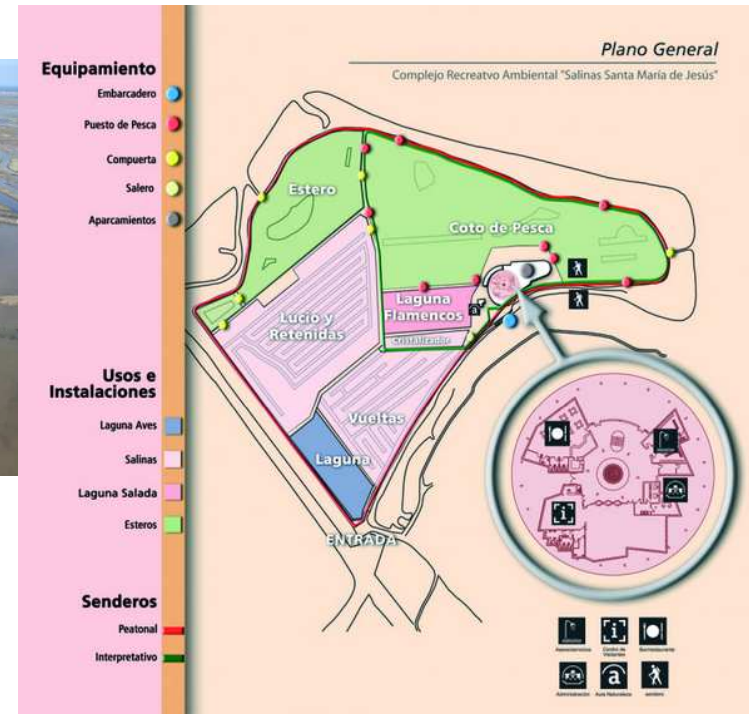 Plano General
Complejo Recreatvo Ambiental "Salinas Santa María de Jesús"
Equipamiento
Embarcadero
Puesto de Pesca
Compuerta
Salero
Aparcamientos
Usos e
Instalaciones
Laguna Aves
Salinas
Laguna Salada
Esteros
Senderos
Peatonal
Interpretativo
Estero
Coto de Pesca
Laguna
Flamencos
a
Cristalizador
Lucio y
Retenidas
Vueltas
Laguna
ENTRADA
i
i
a
Centro de
Visitantes
Administración
Aula Naturaleza
sendero